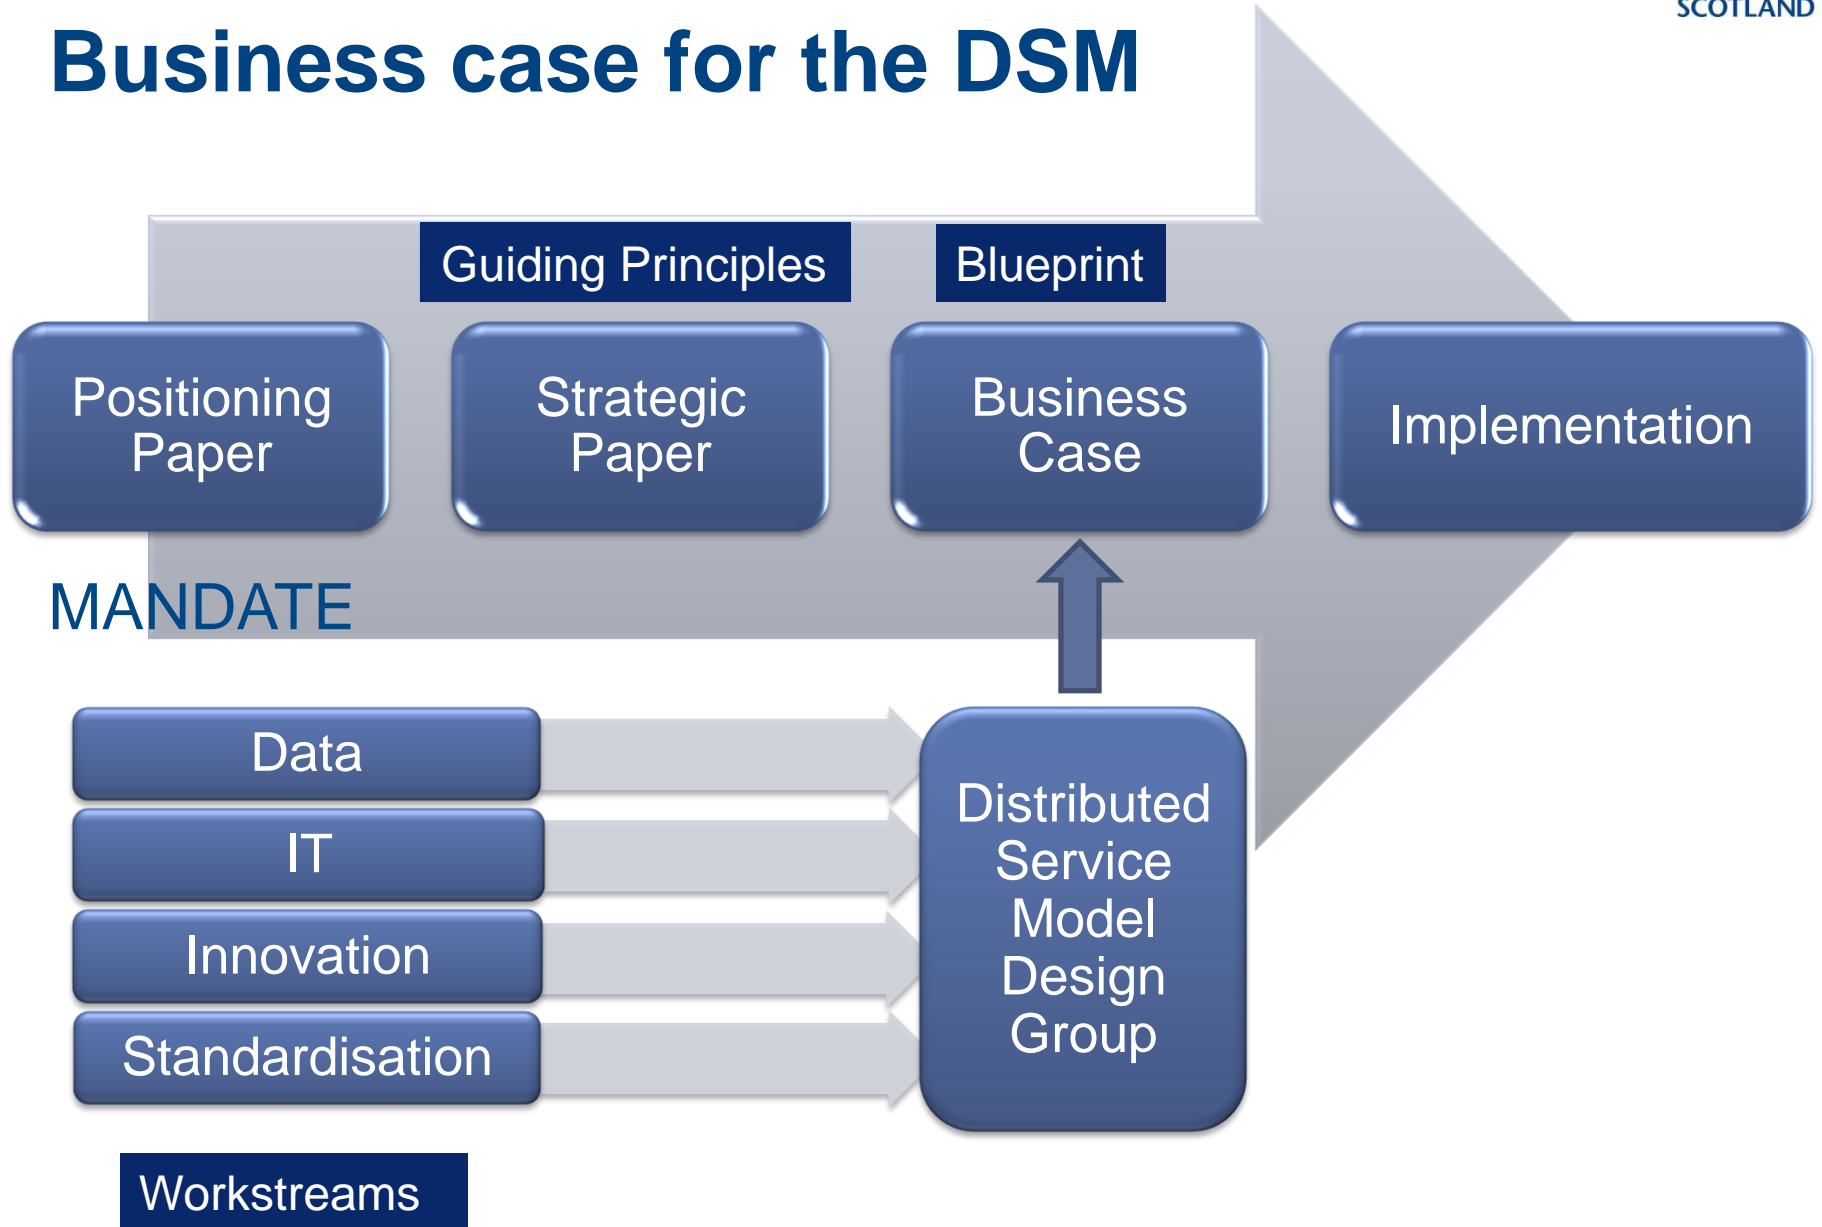 SCOTLAND
Business case for the DSM
Guiding Principles
Blueprint
Positioning
Paper
Strategic
Paper
Business
Case
Implementation
MANDATE
Data
IT
Innovation
Standardisation
Distributed
Service
Model
Design
Group
Workstreams